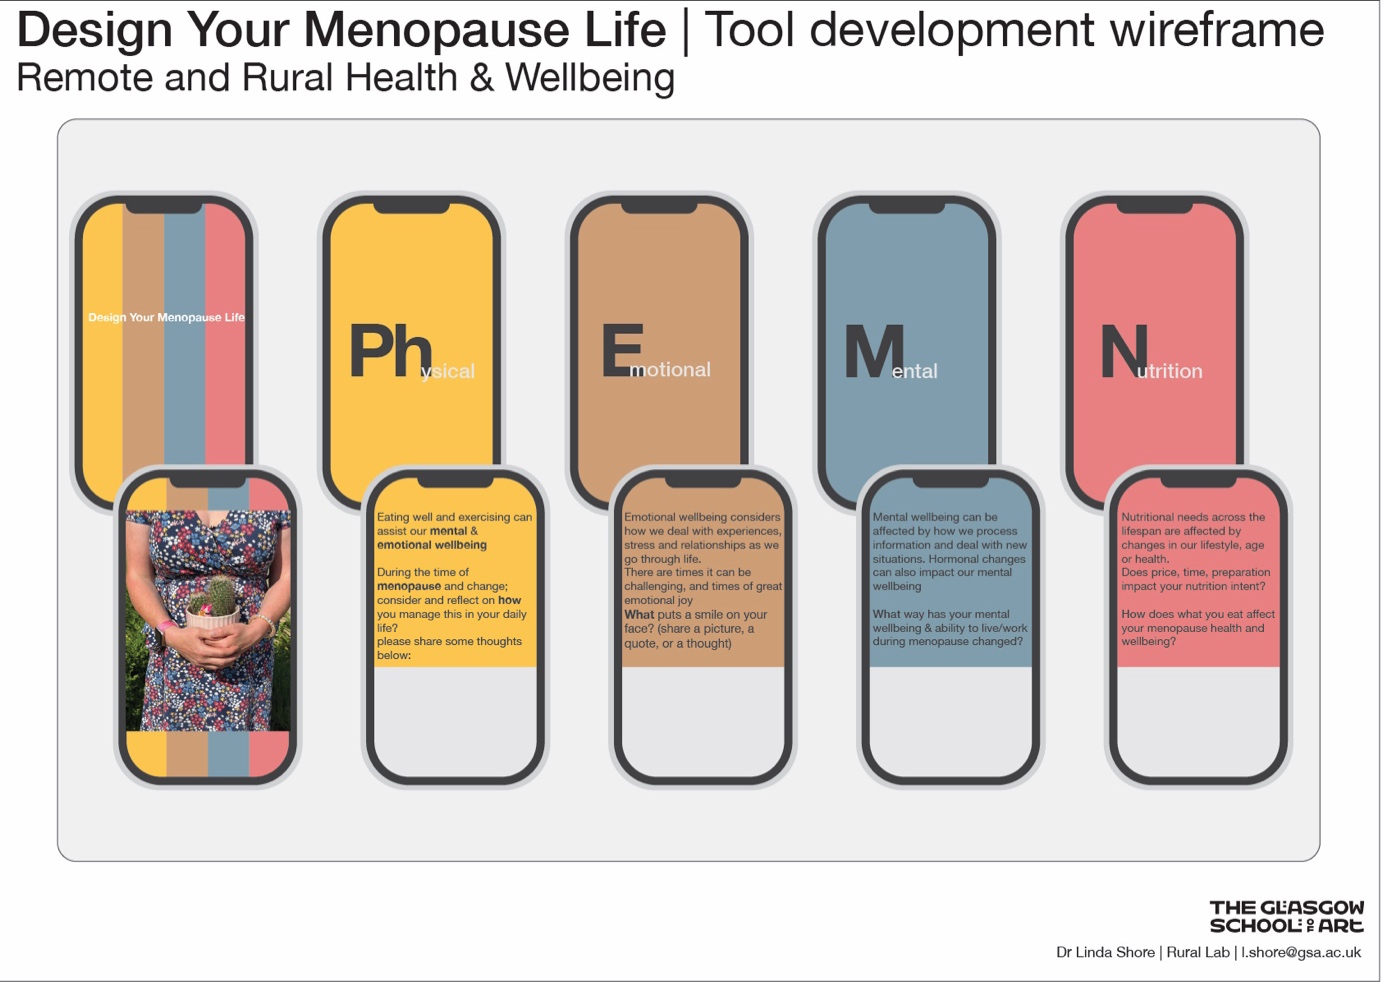 Design Your Menopause Life | Tool development wireframe
Remote and Rural Health & Wellbeing
Design Your Menopause Life
Physical
Emotional
Mental
Nutrition
Eating well and exercising can
assist our mental &
emotional wellbeing
During the time of
menopause and change;
consider and reflect on how
you manage this in your daily
life?
please share some thoughts
below:
Emotional wellbeing considers
how we deal with experiences,
stress and relationships as we
go through life.
There are times it can be
challenging, and times of great
emotional joy
What puts a smile on your
face? (share a picture, a
quote, or a thought)
Mental wellbeing can be
affected by how we process
information and deal with new
situations. Hormonal changes
can also impact our mental
wellbeing
What way has your mental
wellbeing & ability to live/work
during menopause changed?
Nutritional needs across the
lifespan are affected by
changes in our lifestyle, age
or health.
Does price, time, preparation
impact your nutrition intent?
How does what you eat affect
your menopause health and
wellbeing?
THE GLASGOW
SCHOOL OF ART
Dr Linda Shore | Rural Lab | l.shore@gsa.ac.uk